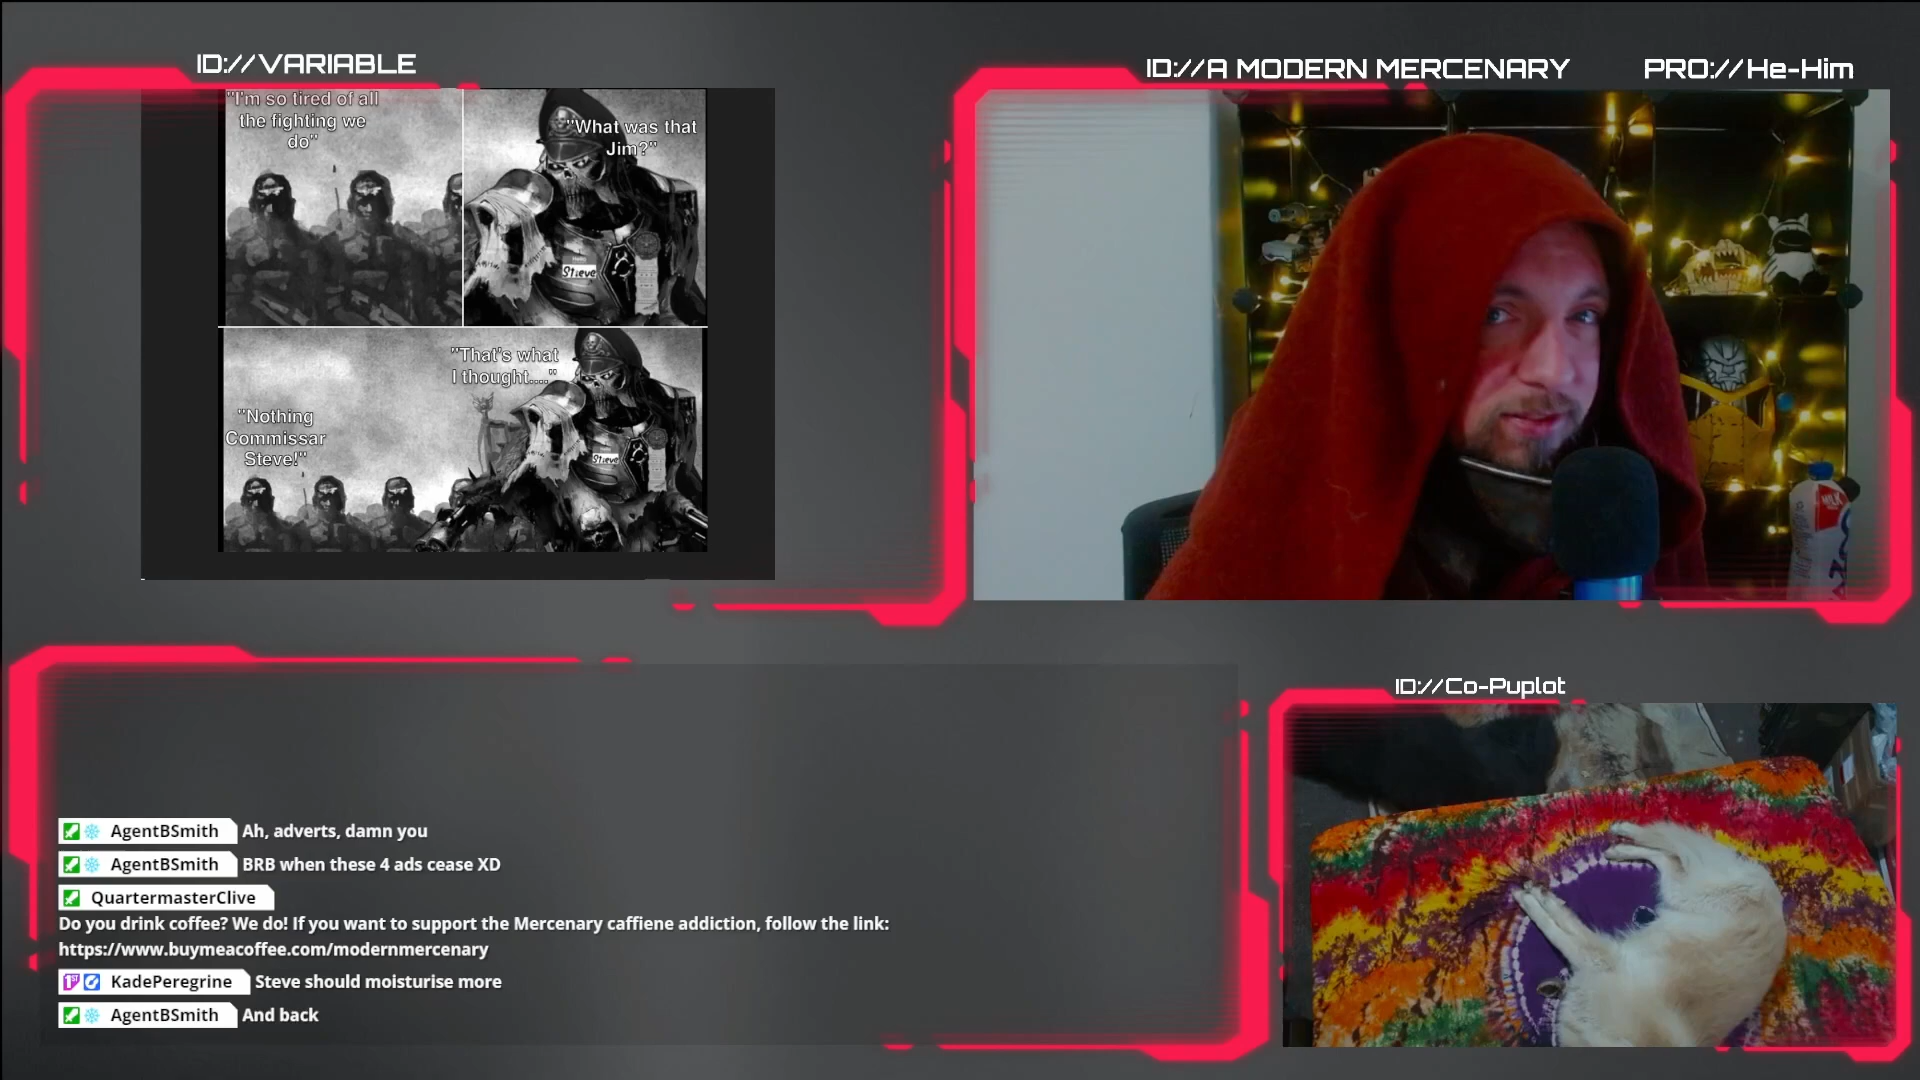 ID://VARIABLE
"I'm so tired of all
the fighting we
do"
"What was that
Jim?"
Hello
Steve
"That's what
I thought...."
"Nothing
Commissar
Steve!"
Steve
ID://A MODERN MERCENARY
PRO://He-Him
MILK
ID://Co-Puplot
AgentBSmith Ah, adverts, damn you
AgentBSmith BRB when these 4 ads cease XD
QuartermasterClive
Do you drink coffee? We do! If you want to support the Mercenary caffiene addiction, follow the link:
https://www.buymeacoffee.com/modernmercenary
1ST KadePeregrine Steve should moisturise more
AgentBSmith And back